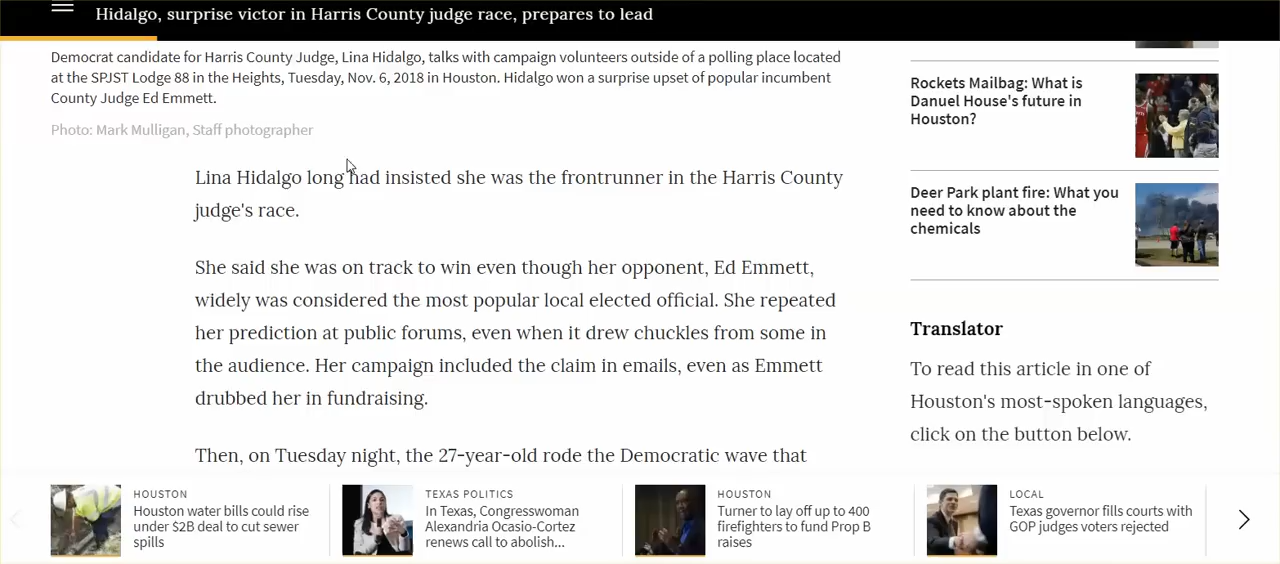 Hidalgo, surprise victor in Harris County judge race, prepares to lead
Democrat candidate for Harris County Judge, Lina Hidalgo, talks with campaign volunteers outside of a polling place located
at the SPJST Lodge 88 in the Heights, Tuesday, Nov. 6, 2018 in Houston. Hidalgo won a surprise upset of popular incumbent
County Judge Ed Emmett.
Photo: Mark Mulligan, Staff photographer
Lina Hidalgo long had insisted she was the frontrunner in the Harris County
judge's race.
She said she was on track to win even though her opponent, Ed Emmett,
widely was considered the most popular local elected official. She repeated
her prediction at public forums, even when it drew chuckles from some in
the audience. Her campaign included the claim in emails, even as Emmett
drubbed her in fundraising.
Then, on Tuesday night, the 27-year-old rode the Democratic wave that
Rockets Mailbag: What is
Danuel House's future in
Houston?
Deer Park plant fire: What you
need to know about the
chemicals
Translator
To read this article in one of
Houston's most-spoken languages,
click on the button below.
HOUSTON
Houston water bills could rise
under $2B deal to cut sewer
spills
TEXAS POLITICS
In Texas, Congresswoman
Alexandria Ocasio-Cortez
renews call to abolish...
HOUSTON
Turner to lay off up to 400
firefighters to fund Prop B
raises
LOCAL
Texas governor fills courts with
GOP judges voters rejected